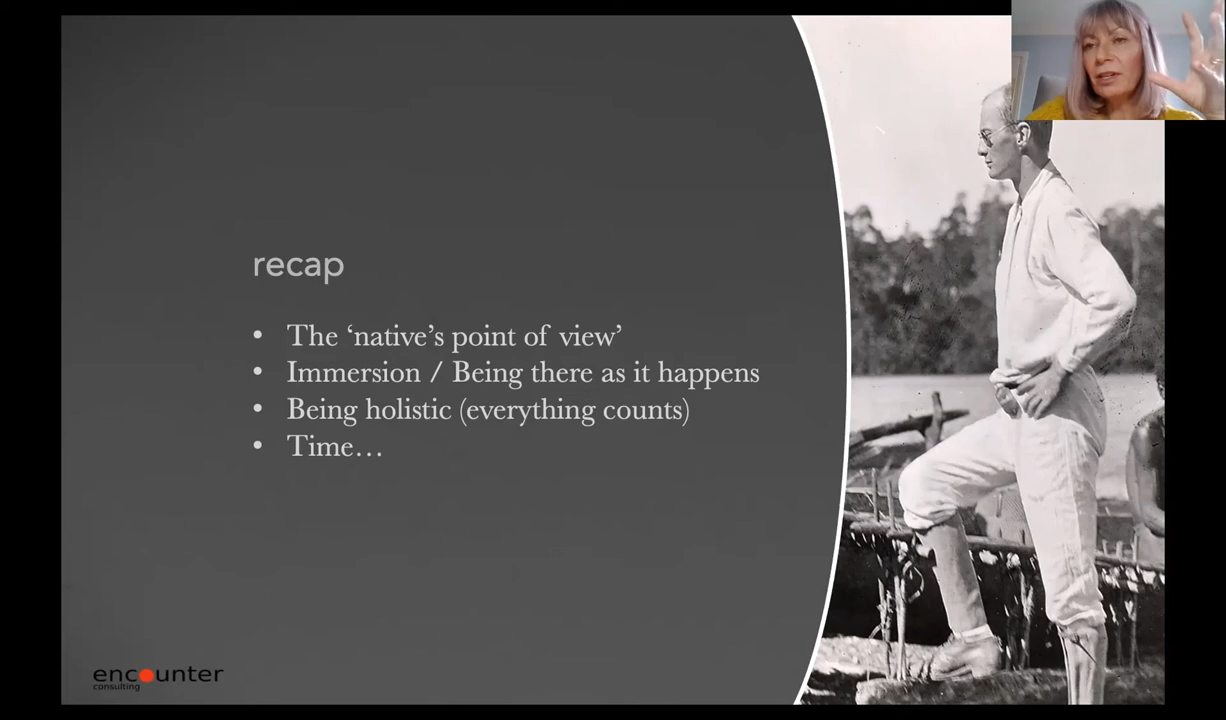 recap
• The ‘native’s point of view’
• Immersion / Being there as it happens
• Being holistic (everything counts)
• Time…
encounter
consulting